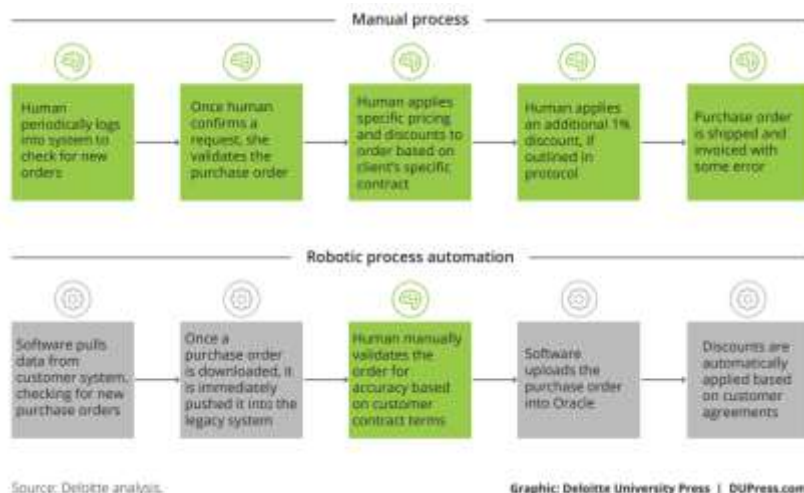 Manual process
Human
periodically logs
into system to
check for new
orders
Once human
confirms a
request, she
validates the
purchase order
Human applies
specific pricing
and discounts to
order based on
client's specific
contract
Human applies
an additional 1%
discount, if
outlined in
protocol
Purchase order
is shipped and
invoiced with
some error
Robotic process automation
Software pulls
data from
customer system,
checking for new
purchase orders
Once a
purchase order
is downloaded, it
is immediately
pushed it into the
legacy system
Human manually
validates the
order for
accuracy based
on customer
contract terms
Software
uploads the
purchase order
into Oracle
Discounts are
automatically
applied based
on customer
agreements
Source: Deloitte analysis.
Graphic: Deloitte University Press | DUPress.com